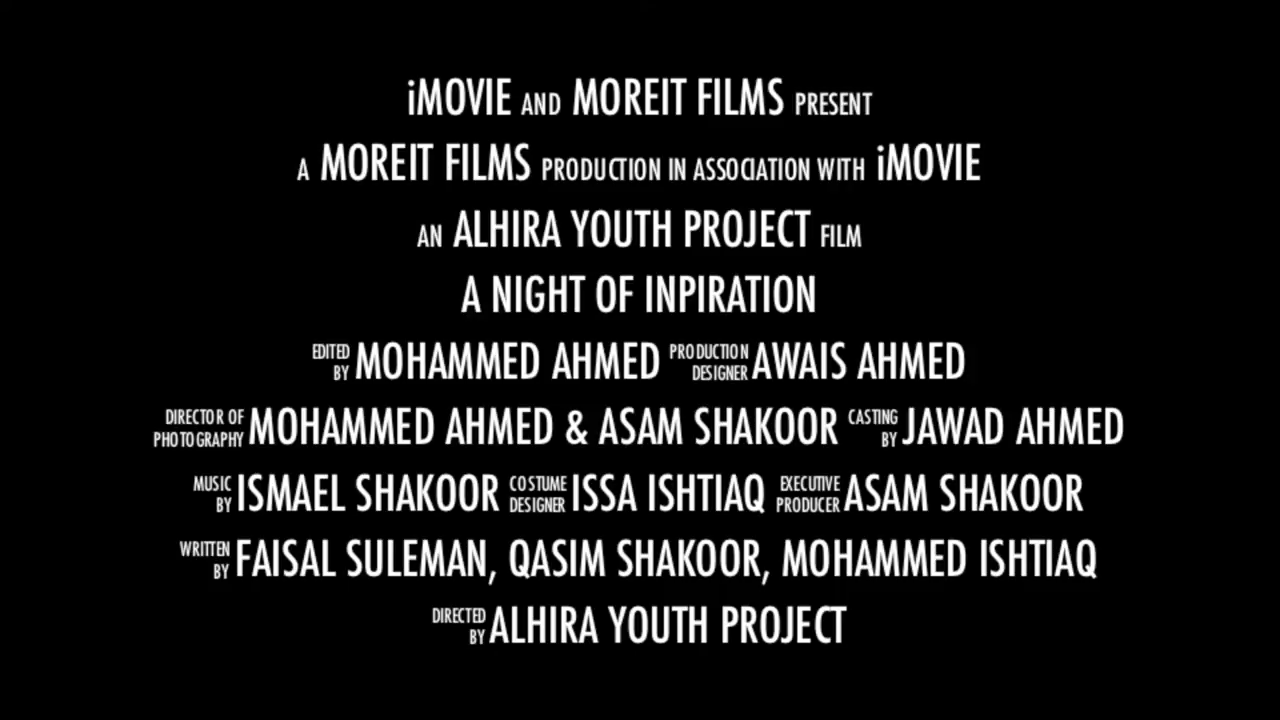 iMOVIE AND MOREIT FILMS PRESENT
A MOREIT FILMS PRODUCTION IN ASSOCIATION WITH iMOVIE
AN ALHIRA YOUTH PROJECT FILM
A NIGHT OF INPIRATION
EDITED BY MOHAMMED AHMED PRODUCTION DESIGNER AWAIS AHMED
DIRECTOR OF PHOTOGRAPHY MOHAMMED AHMED & ASAM SHAKOOR CASTING BY JAWAD AHMED
MUSIC BY ISMAEL SHAKOOR COSTUME DESIGNER ISSA ISHTIAQ EXECUTIVE PRODUCER ASAM SHAKOOR
WRITTEN BY FAISAL SULEMAN, QASIM SHAKOOR, MOHAMMED ISHTIAQ
DIRECTED BY ALHIRA YOUTH PROJECT